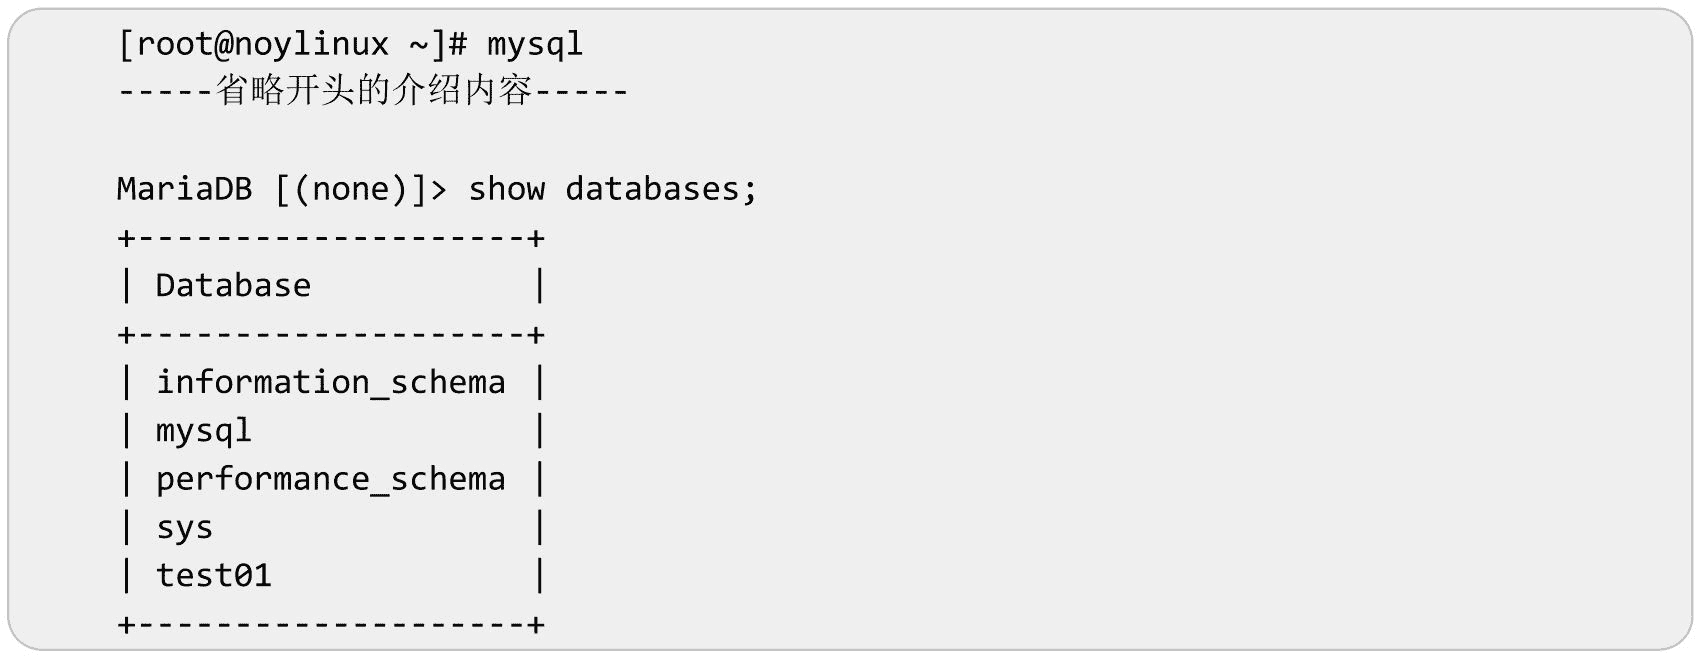 [root@noylinux ~]# mysql
-----省略开头的介绍内容-----
MariaDB [(none)]> show databases;
+--------------------+
| Database           |
+--------------------+
| information_schema |
| mysql              |
| performance_schema |
| sys                |
| test01             |
+--------------------+